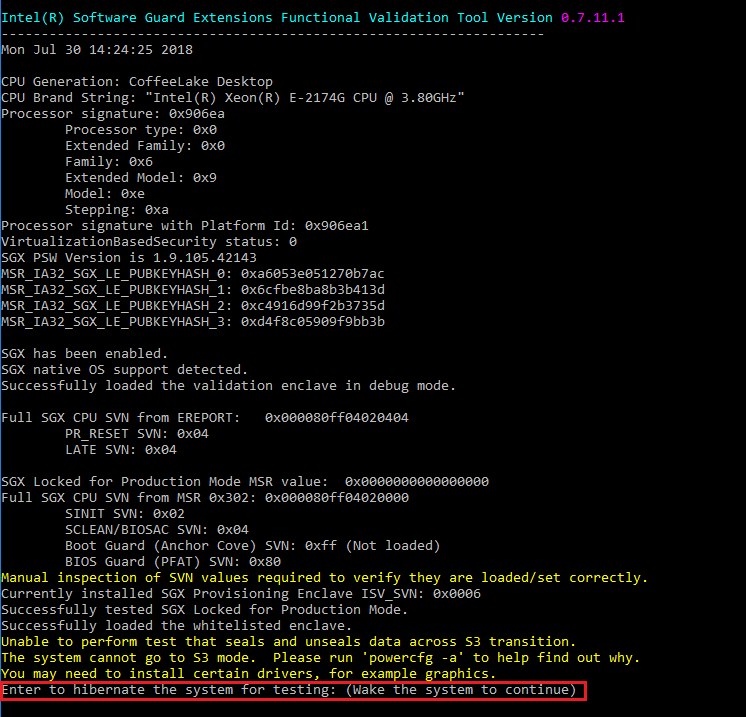 Intel(R) Software Guard Extensions Functional Validation Tool Version 0.7.11.1
--------------------------------------------------------------------
Mon Jul 30 14:24:25 2018
CPU Generation: CoffeeLake Desktop
CPU Brand String: "Intel(R) Xeon(R) E-2174G CPU @ 3.80GHz"
Processor signature: 0x906ea
Processor type: 0x0
Extended Family: 0x0
Family: 0x6
Extended Model: 0x9
Model: 0xe
Stepping: 0xa
Processor signature with Platform Id: 0x906ea1
VirtualizationBasedSecurity status: 0
SGX PSW Version is 1.9.105.42143
MSR_IA32_SGX_LE_PUBKEYHASH_0: 0xa6053e051270b7ac
MSR_IA32_SGX_LE_PUBKEYHASH_1: 0x6cfbe8ba8b3b413d
MSR_IA32_SGX_LE_PUBKEYHASH_2: 0xc4916d99f2b3735d
MSR_IA32_SGX_LE_PUBKEYHASH_3: 0xd4f8c05909f9bb3b
SGX has been enabled.
SGX native OS support detected.
Successfully loaded the validation enclave in debug mode.
Full SGX CPU SVN from EREPORT:   0x000080ff04020404
PR_RESET SVN: 0x04
LATE SVN: 0x04
SGX Locked for Production Mode MSR value:  0x0000000000000000
Full SGX CPU SVN from MSR 0x302: 0x000080ff04020000
SINIT SVN: 0x02
SCLEAN/BIOSAC SVN: 0x04
Boot Guard (Anchor Cove) SVN: 0xff (Not loaded)
BIOS Guard (PFAT) SVN: 0x80
Manual inspection of SVN values required to verify they are loaded/set correctly.
Currently installed SGX Provisioning Enclave ISV_SVN: 0x0006
Successfully tested SGX Locked for Production Mode.
Successfully loaded the whitelisted enclave.
Unable to perform test that seals and unseals data across S3 transition.
The system cannot go to S3 mode.  Please run 'powercfg -a' to help find out why.
You may need to install certain drivers, for example graphics.
Enter to hibernate the system for testing: (Wake the system to continue)